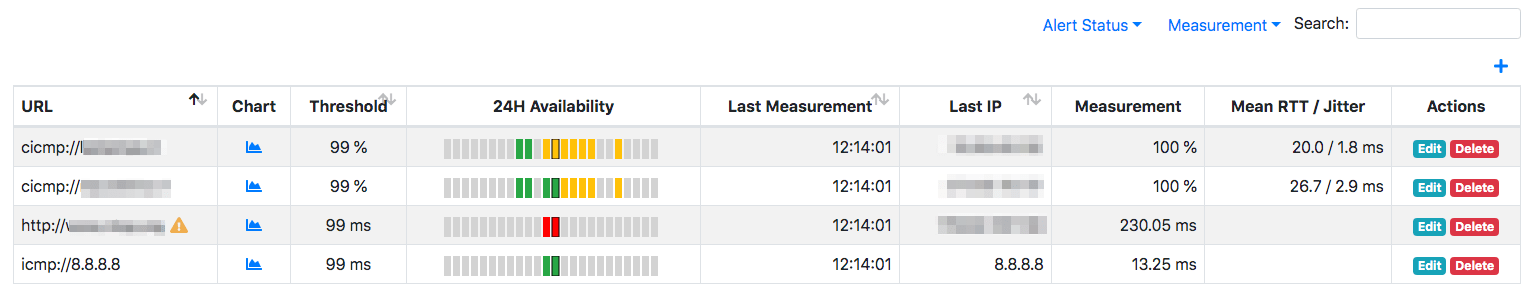 Alert Status Measurement Search:
+
URL Chart Threshold 24H Availability Last Measurement Last IP Measurement Mean RTT / Jitter Actions
cicmp:// 99 % 12:14:01 100 % 20.0 / 1.8 ms Edit Delete
cicmp:// 99 % 12:14:01 100 % 26.7 / 2.9 ms Edit Delete
http:// 99 ms 12:14:01 230.05 ms Edit Delete
icmp://8.8.8.8 99 ms 12:14:01 8.8.8.8 13.25 ms Edit Delete